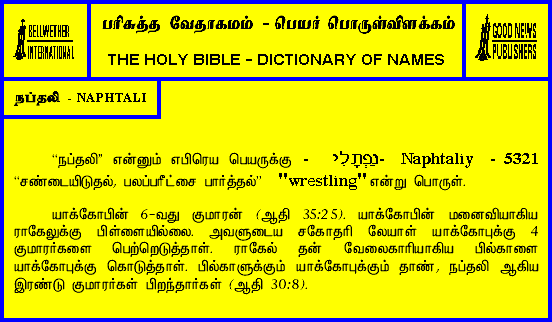 BELLWETHER
INTERNATIONAL
பரிசுத்த வேதாகமம் - பெயர் பொருள்விளக்கம்
THE HOLY BIBLE - DICTIONARY OF NAMES
GOOD NEWS
PUBLISHERS
நப்தலி - NAPHTALI
“நப்தலி” என்னும் எபிரெய பெயருக்கு - נַפְתָּלִי - Naphtaliy - 5321
“சண்டையிடுதல், பலப்பரீட்சை பார்த்தல்” "wrestling" என்று பொருள்.
யாக்கோபின் 6-வது குமாரன் (ஆதி 35:25). யாக்கோபின் மனைவியாகிய
ராகேலுக்கு பிள்ளையில்லை. அவளுடைய சகோதரி லேயாள் யாக்கோபுக்கு 4
குமாரர்களை பெற்றெடுத்தாள். ராகேல் தன் வேலைகாரியாகிய பில்காளை
யாக்கோபுக்கு கொடுத்தாள். பில்காளுக்கும் யாக்கோபுக்கும் தாண், நப்தலி ஆகிய
இரண்டு குமாரர்கள் பிறந்தார்கள் (ஆதி 30:8).